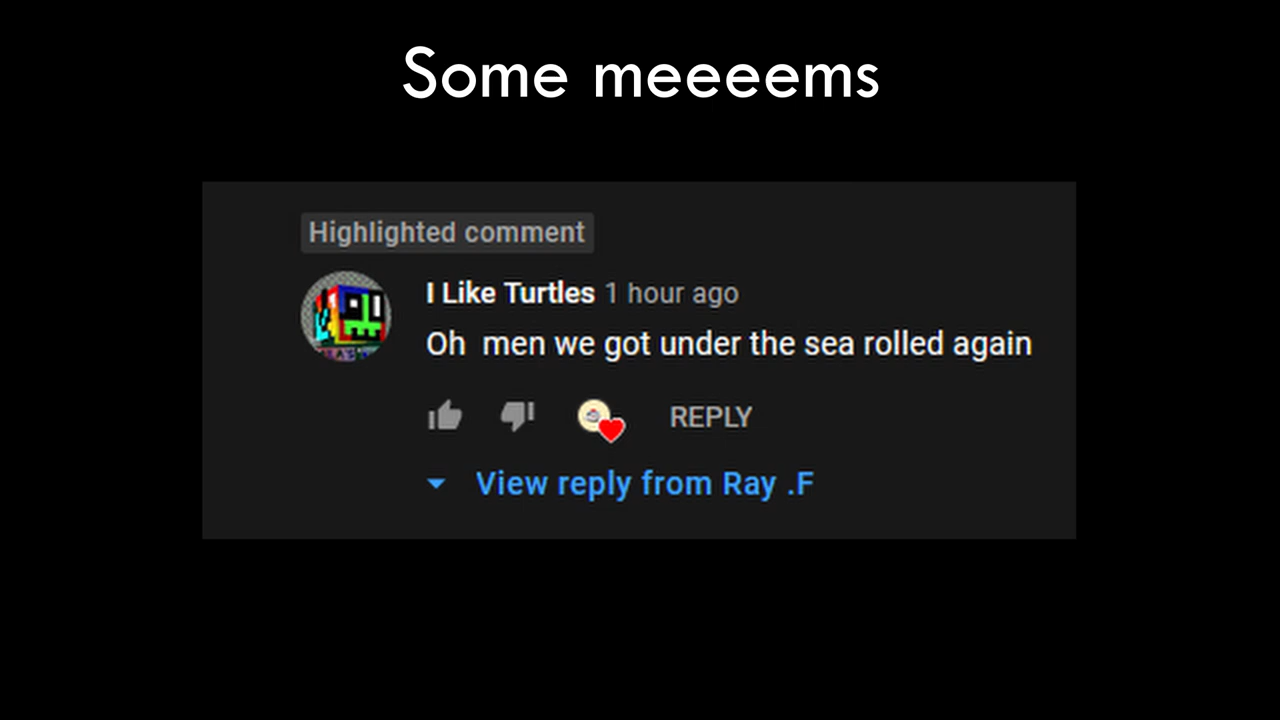 Some meeeems
Highlighted comment
I Like Turtles 1 hour ago
Oh  men we got under the sea rolled again
REPLY
View reply from Ray .F